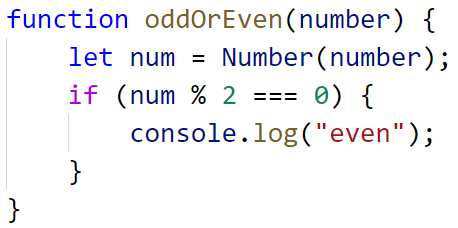 function oddOrEven(number) {
    let num = Number(number);
    if (num % 2 === 0) {
        console.log("even");
    }
}